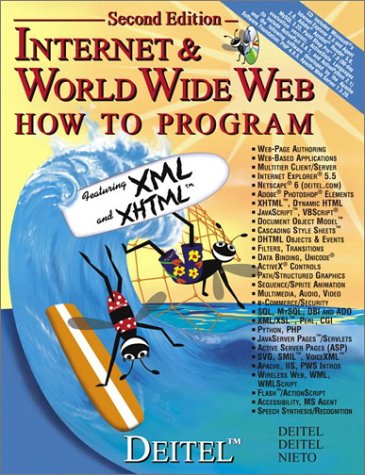 Second Edition
INTERNET &
WORLD WIDE WEB
HOW TO PROGRAM
Featuring XML
and XHTML™
WEB-PAGE AUTHORING
WEB-BASED APPLICATIONS
MULTITIER CLIENT/SERVER
INTERNET EXPLORER® 5.5
NETSCAPE® 6 (DEITEL.COM)
ADOBE® PHOTOSHOP® ELEMENTS
XHTML™, DYNAMIC HTML
JAVASCRIPT™, VBSCRIPT®
DOCUMENT OBJECT MODEL™
CASCADING STYLE SHEETS™
DHTML OBJECTS & EVENTS
FILTERS, TRANSITIONS
DATA BINDING, UNICODE®
ACTIVEX® CONTROLS
PATH/STRUCTURED GRAPHICS
SEQUENCE/SPRITE ANIMATION
MULTIMEDIA, AUDIO, VIDEO
E-COMMERCE/SECURITY
SQL, MYSQL, DBI AND ADO
XML/XSL™, PERL, CGI
PYTHON, PHP
JAVASERVER PAGES™/SERVLETS
ACTIVE SERVER PAGES (ASP)
SVG, SMIL™, VOICEXML™
APACHE, IIS, PWS INTROS
WIRELESS WEB, WML,
WMLSCRIPT
FLASH™/ACTIONSCRIPT
ACCESSIBILITY, MS AGENT
SPEECH SYNTHESIS/RECOGNITION
DEITEL™
DEITEL
DEITEL
NIETO